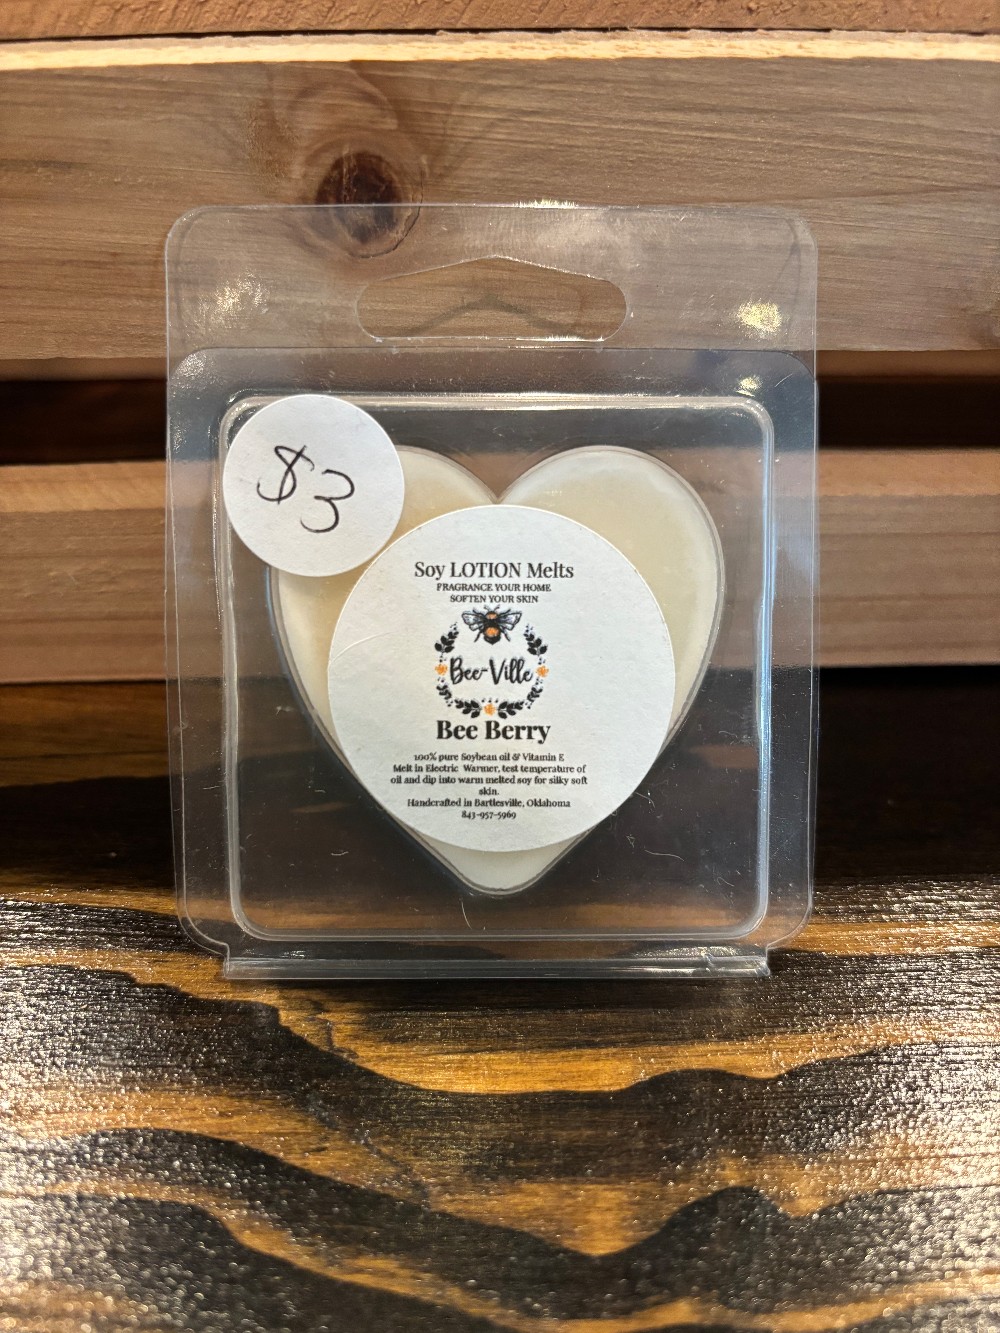 $3
Soy LOTION Melts
FRAGRANCE YOUR HOME
SOFTEN YOUR SKIN
Bee-Ville
Bee Berry
100% pure Soybean oil & Vitamin E
Melt in Electric Warmer, test temperature of
oil and dip into warm melted soy for silky soft
skin.
Handcrafted in Bartlesville, Oklahoma
843-957-5969